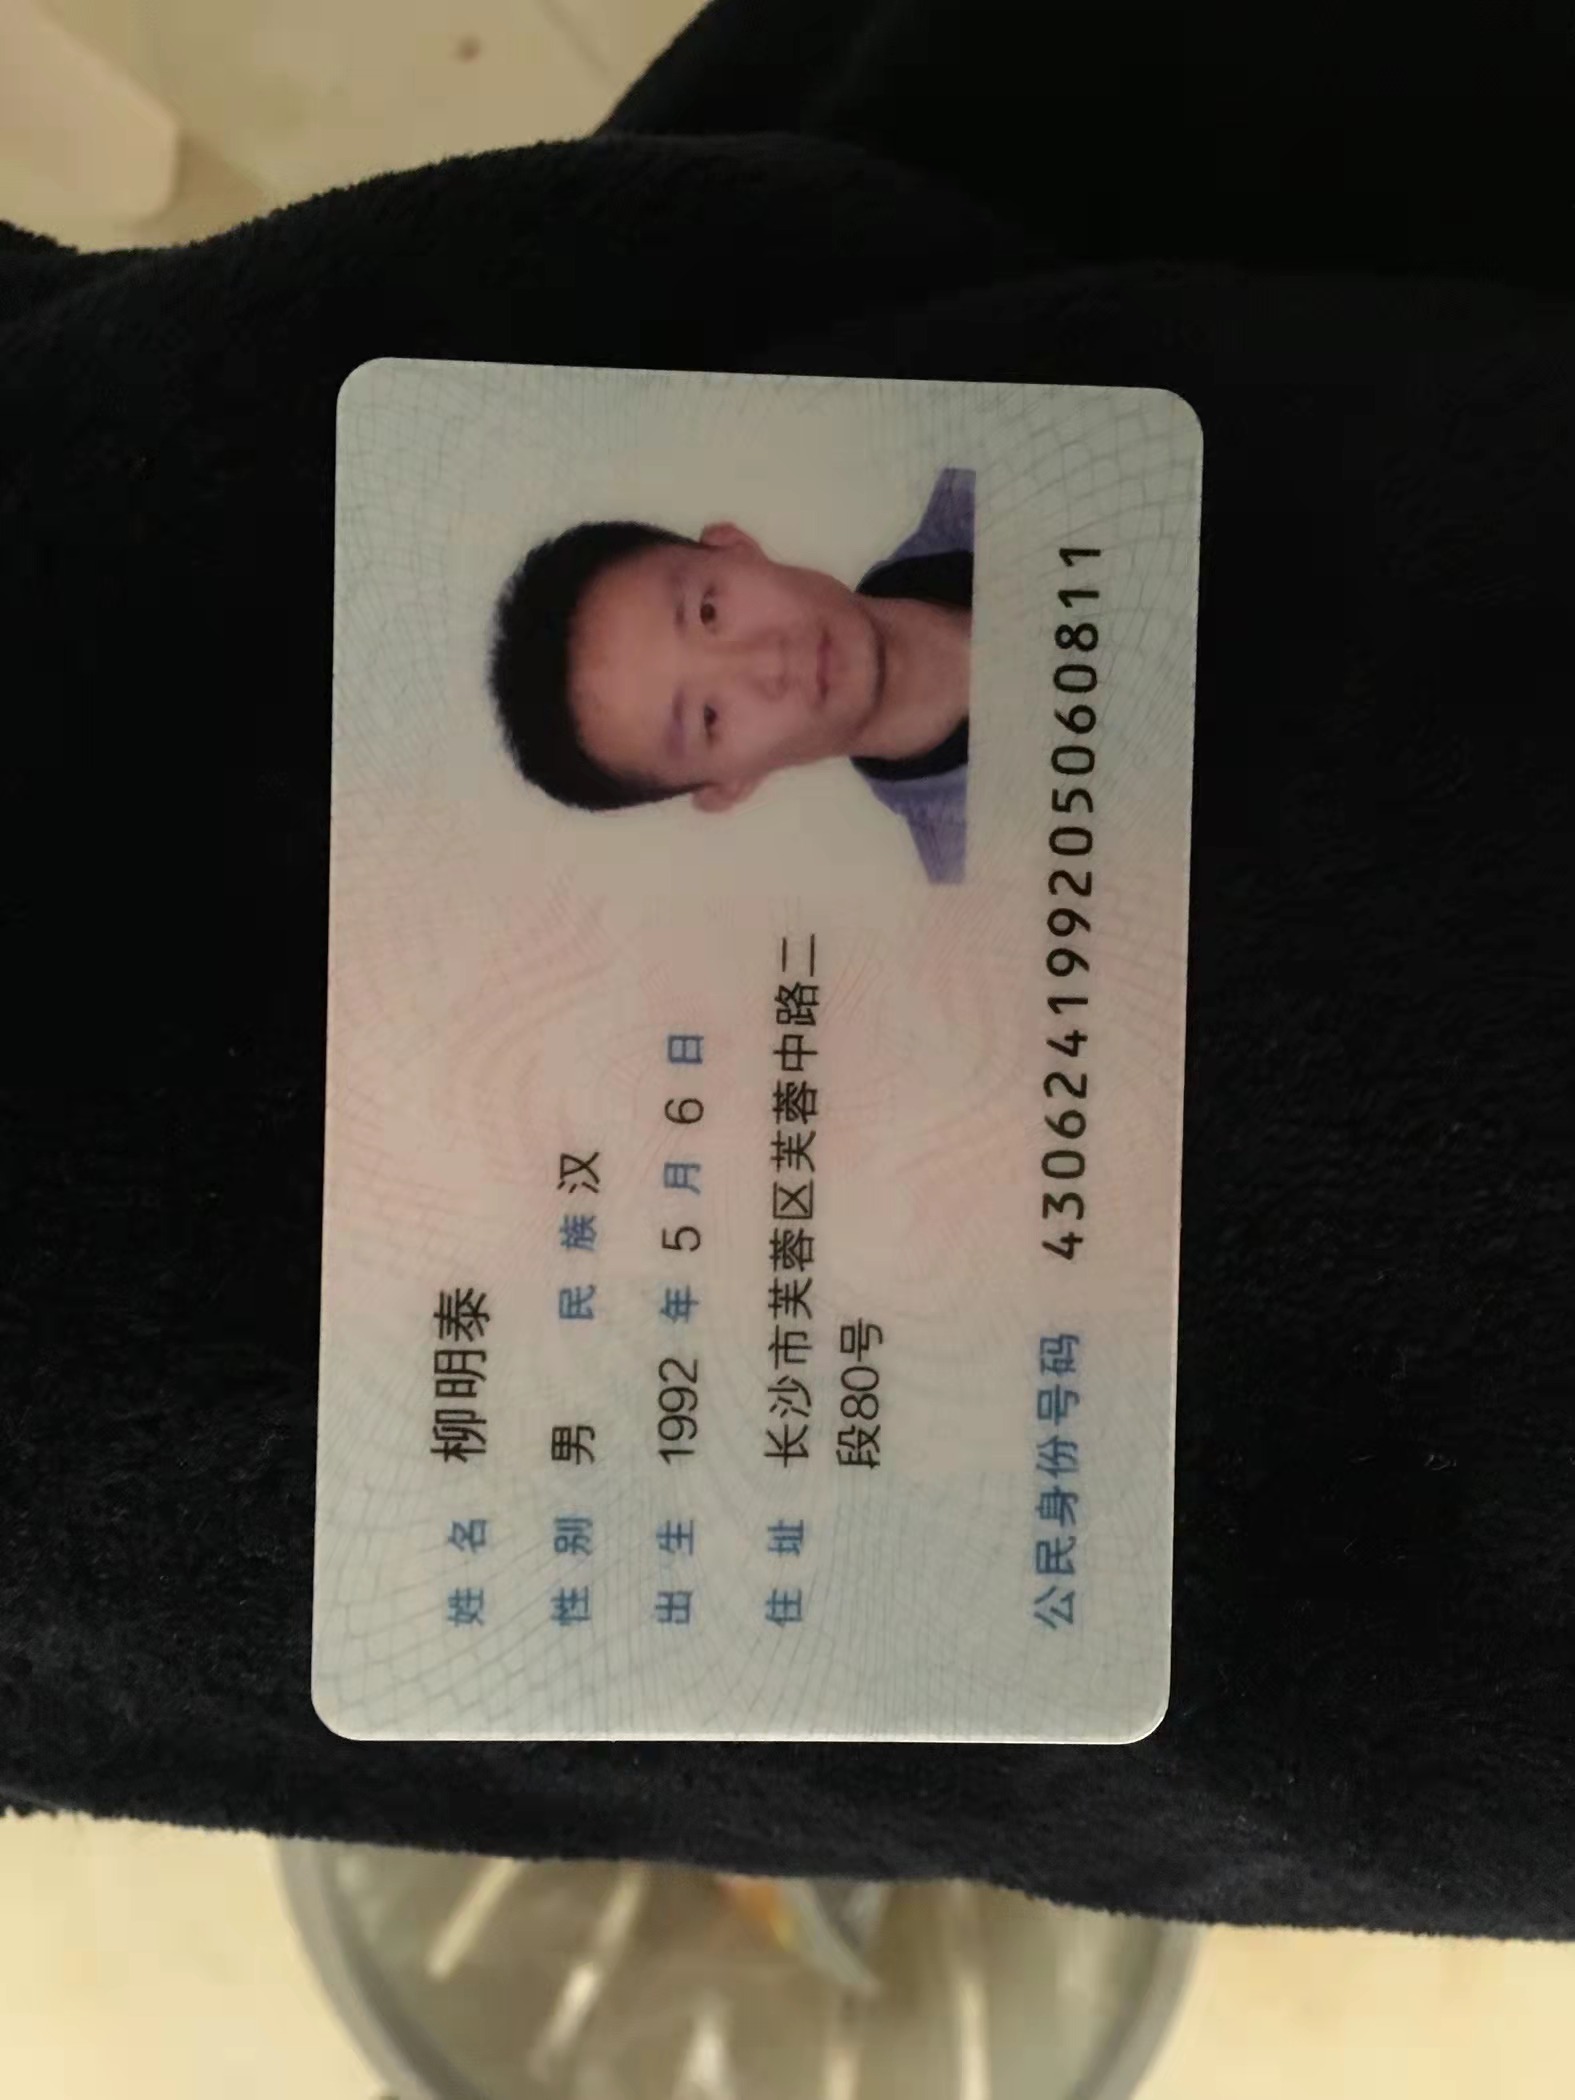 姓名 柳明泰
性别 男 民族 汉
出生 1992 年 5 月 6 日
住址 长沙市芙蓉区芙蓉中路二
段80号
公民身份号码 430624199205060811